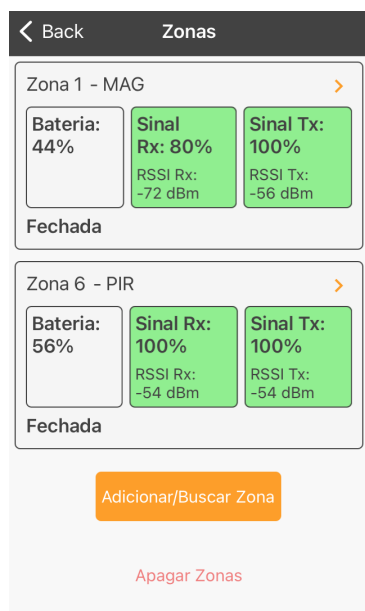 Back Zonas
Zona 1 - MAG
Bateria:
44%
Sinal
Rx: 80%
RSSI Rx:
-72 dBm
Sinal Tx:
100%
RSSI Tx:
-56 dBm
Fechada
Zona 6 - PIR
Bateria:
56%
Sinal Rx:
100%
RSSI Rx:
-54 dBm
Sinal Tx:
100%
RSSI Tx:
-54 dBm
Fechada
Adicionar/Buscar Zona
Apagar Zonas